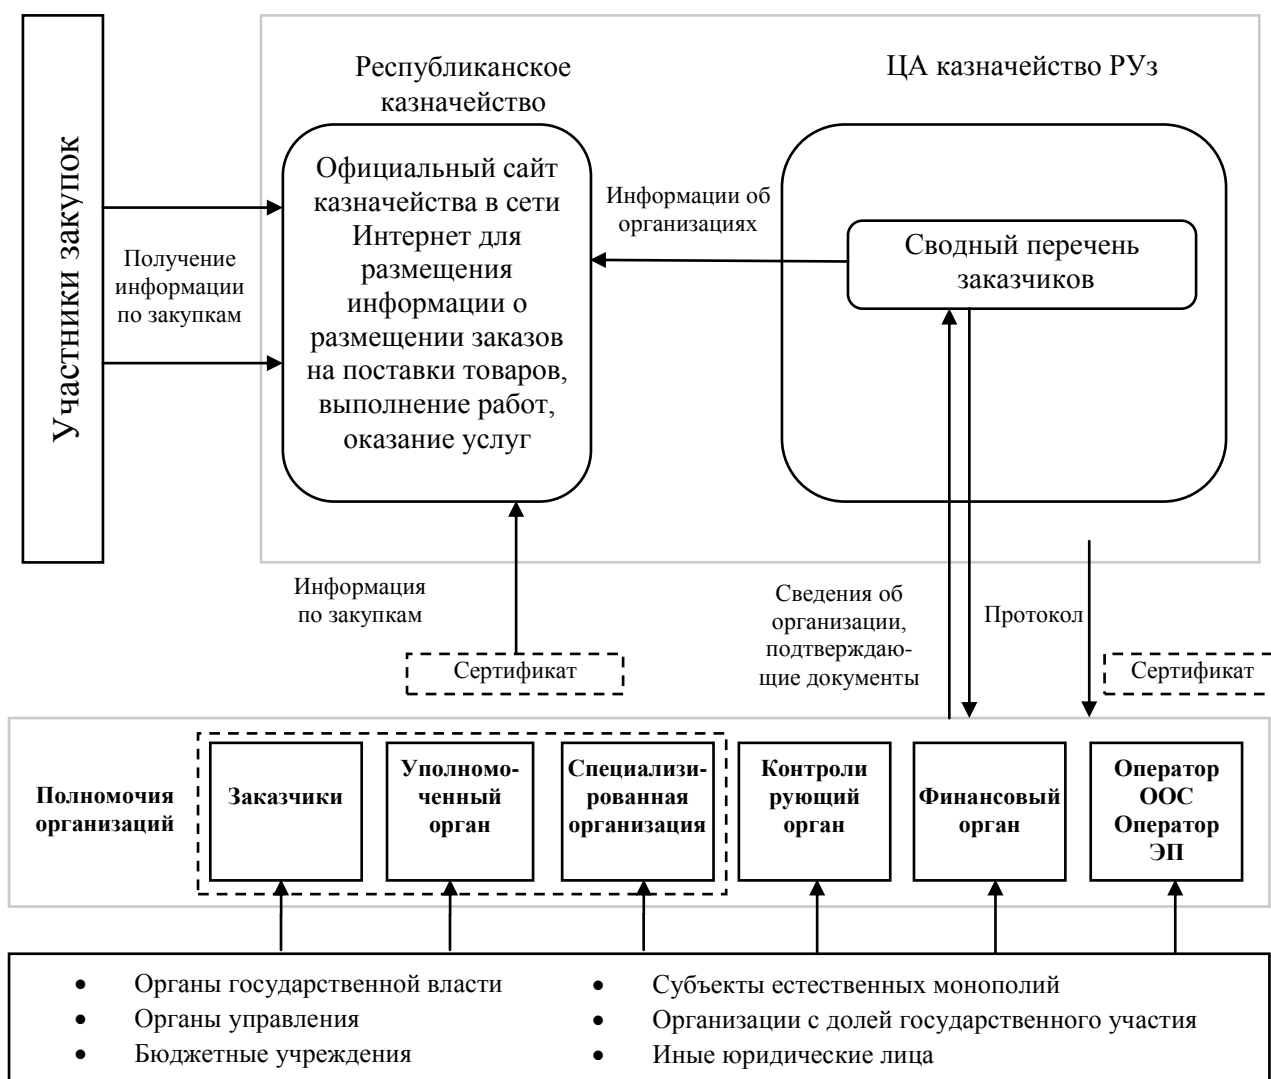 Участники закупок
Республиканское
казначейство
ЦА казначейство РУз
Официальный сайт
казначейства в сети
Интернет для
размещения
информации о
размещении заказов
на поставки товаров,
выполнение работ,
оказание услуг
Информации об
организациях
Сводный перечень
заказчиков
Получение
информации
по закупкам
Информация
по закупкам
Сертификат
Сведения об
организации,
подтверждаю-
щие документы
Протокол
Сертификат
Полномочия
организаций
Заказчики
Уполномо-
ченный
орган
Специализи-
рованная
организация
Контроли
рующий
орган
Финансовый
орган
Оператор
ООС
Оператор
ЭП
• Органы государственной власти
• Органы управления
• Бюджетные учреждения
• Субъекты естественных монополий
• Организации с долей государственного участия
• Иные юридические лица